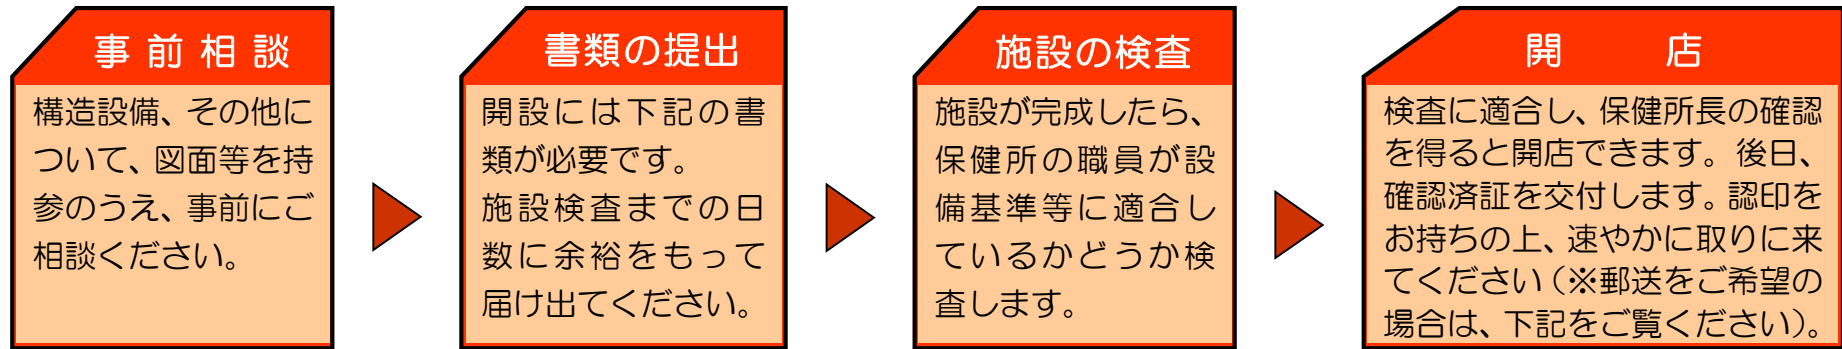 事前相談
構造設備、その他に
ついて、図面等を持
参のうえ、事前にご
相談ください。
書類の提出
開設には下記の書
類が必要です。
施設検査までの日
数に余裕をもって
届け出てください。
施設の検査
施設が完成したら、
保健所の職員が設
備基準等に適合し
ているかどうか検
査します。
開店
検査に適合し、保健所長の確認
を得ると開店できます。後日、
確認済証を交付します。認印を
お持ちの上、速やかに取りに来
てください（※郵送をご希望の
場合は、下記をご覧ください）。